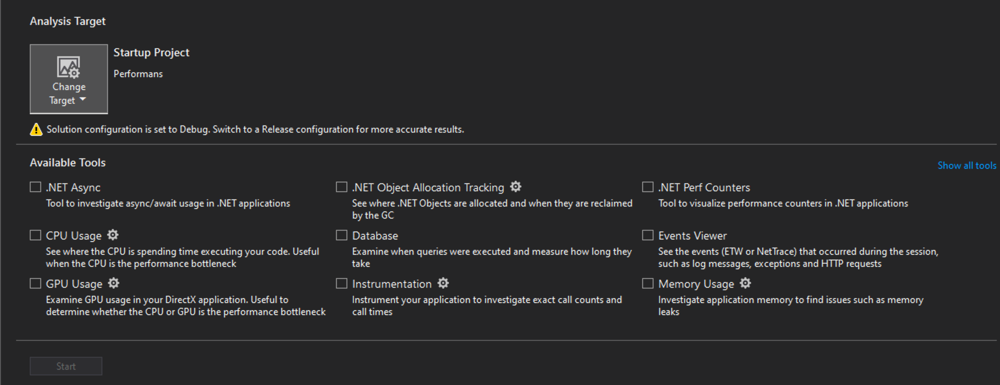 Analysis Target
Change
Target
Startup Project
Performans
Solution configuration is set to Debug. Switch to a Release configuration for more accurate results.
Available Tools
Show all tools
.NET Async
Tool to investigate async/await usage in .NET applications
.NET Object Allocation Tracking
See where .NET Objects are allocated and when they are reclaimed
by the GC
.NET Perf Counters
Tool to visualize performance counters in .NET applications
CPU Usage
See where the CPU is spending time executing your code. Useful
when the CPU is the performance bottleneck
Database
Examine when queries were executed and measure how long they
take
Events Viewer
See the events (ETW or NetTrace) that occurred during the session,
such as log messages, exceptions and HTTP requests
GPU Usage
Examine GPU usage in your DirectX application. Useful to
determine whether the CPU or GPU is the performance bottleneck
Instrumentation
Instrument your application to investigate exact call counts and
call times
Memory Usage
Investigate application memory to find issues such as memory
leaks
Start